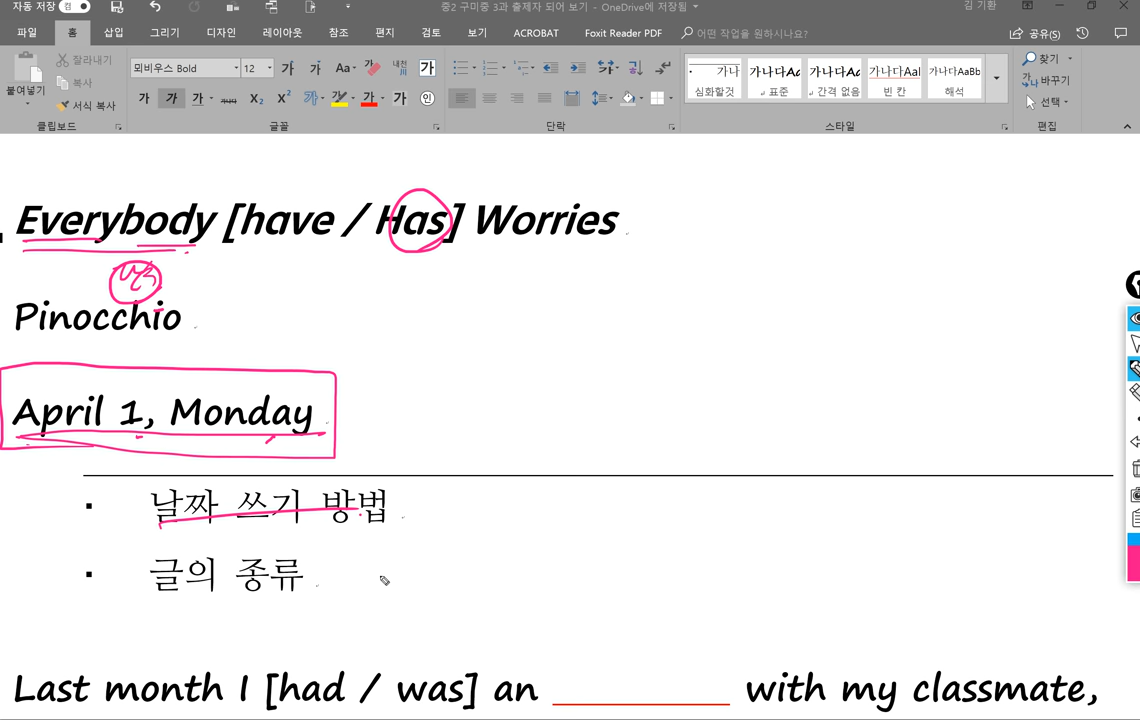 자동 저장 켬 중2 구미중 3과 출제자 되어 보기 - OneDrive에 저장됨 김 기환
파일 홈 삽입 그리기 디자인 레이아웃 참조 편지 검토 보기 ACROBAT Foxit Reader PDF 어떤 작업을 원하시나요? 공유(S)
붙여넣기 잘라내기 복사 서식 복사
뫼비우스 Bold 12
가나 가나다Aa 가나다Aa 가나다Aal 가나다AaBb
심화할것 표준 간격 없음 빈 칸 해석
찾기 바꾸기 선택
클립보드 글꼴 단락 스타일 편집
Everybody [have / Has] Worries
Pinocchio
April 1, Monday
날짜 쓰기 방법
글의 종류
Last month I [had / was] an with my classmate,